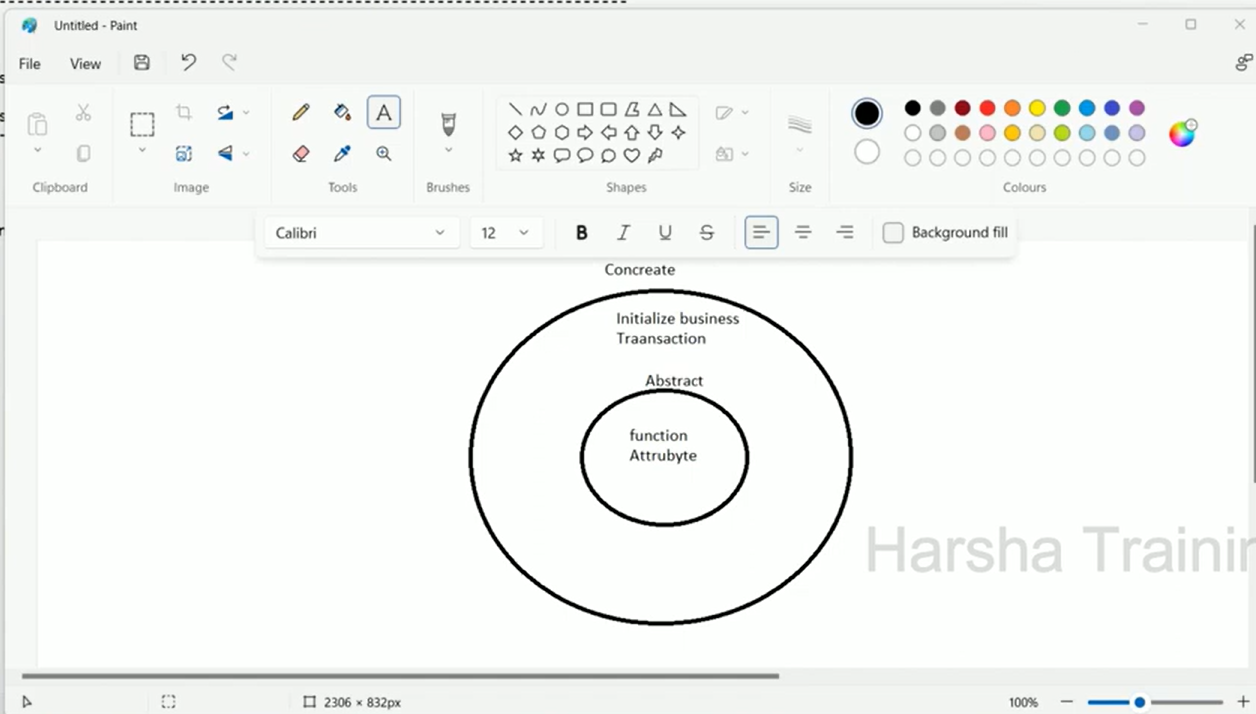 Untitled - Paint
File View
Clipboard
Image
Tools
Brushes
Shapes
Size
Colours
Calibri 12 B I U S Background fill
Concreate
Initialize business
Traansaction
Abstract
function
Attrubyte
Harsha
2306 × 832px
100%